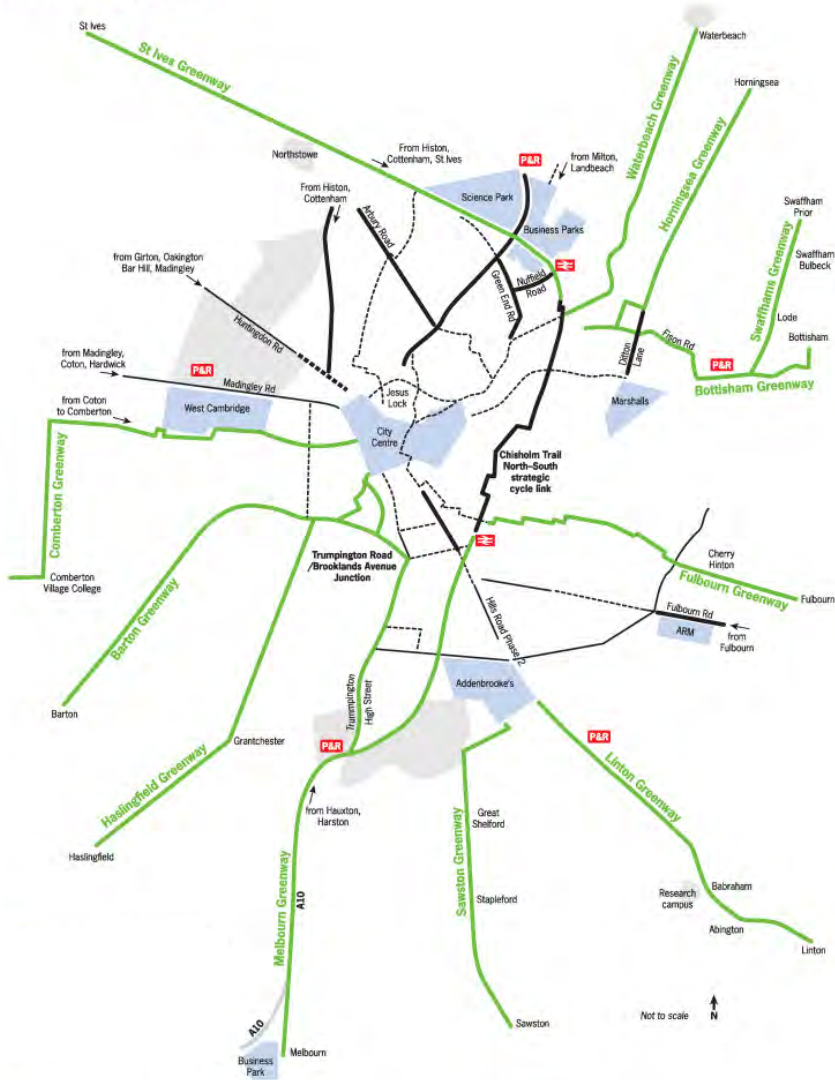 St Ives
St Ives Greenway
Waterbeach
Waterbeach Greenway
Horningsea
Horningsea Greenway
Northstowe
From Histon,
Cottenham, St Ives
P&R
from Milton,
Landbeach
Science Park
Business Parks
From Histon,
Cottenham
Arbury Road
Swaffham
Prior
Swaffham
Bulbeck
Swaffhams Greenway
Lode
Bottisham
from Girton, Oakington
Bar Hill, Madingley
Huntingdon Rd
Green End Rd
Nuffield
Road
Fison Rd
Ditton
Lane
P&R
Bottisham Greenway
from Madingley,
Coton, Hardwick
P&R
Madingley Rd
West Cambridge
from Coton
to Comberton
Jesus
Lock
City
Centre
Marshalls
Chisholm Trail
North–South
strategic
cycle link
Comberton Greenway
Comberton
Village College
Trumpington Road
/Brooklands Avenue
Junction
Cherry
Hinton
Fulbourn Greenway
Fulbourn
Fulbourn Rd
ARM
from
Fulbourn
Barton Greenway
Barton
Hills Road Phase 2
Addenbrooke's
Trummpington
High Street
P&R
Grantchester
Haslingfield Greenway
Haslingfield
from Hauxton,
Harston
P&R
Linton Greenway
Great
Shelford
Sawston Greenway
Stapleford
Sawston
Melbourn Greenway
A10
A10
Business
Park
Melbourn
Research
campus
Babraham
Abington
Linton
Not to scale
N